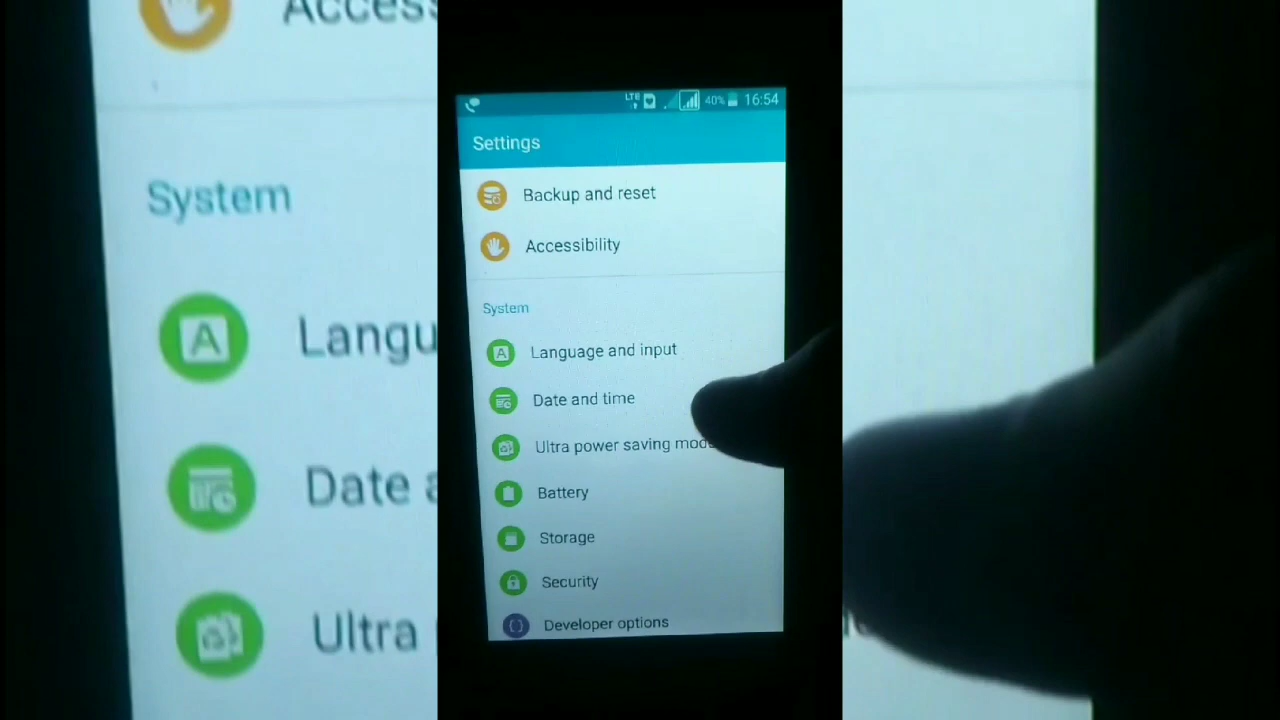 LTE 40% 16:54
Settings
Backup and reset
Accessibility
System
Language and input
Date and time
Ultra power saving mode
Battery
Storage
Security
Developer options
Access
System
Langu
Date a
Ultra